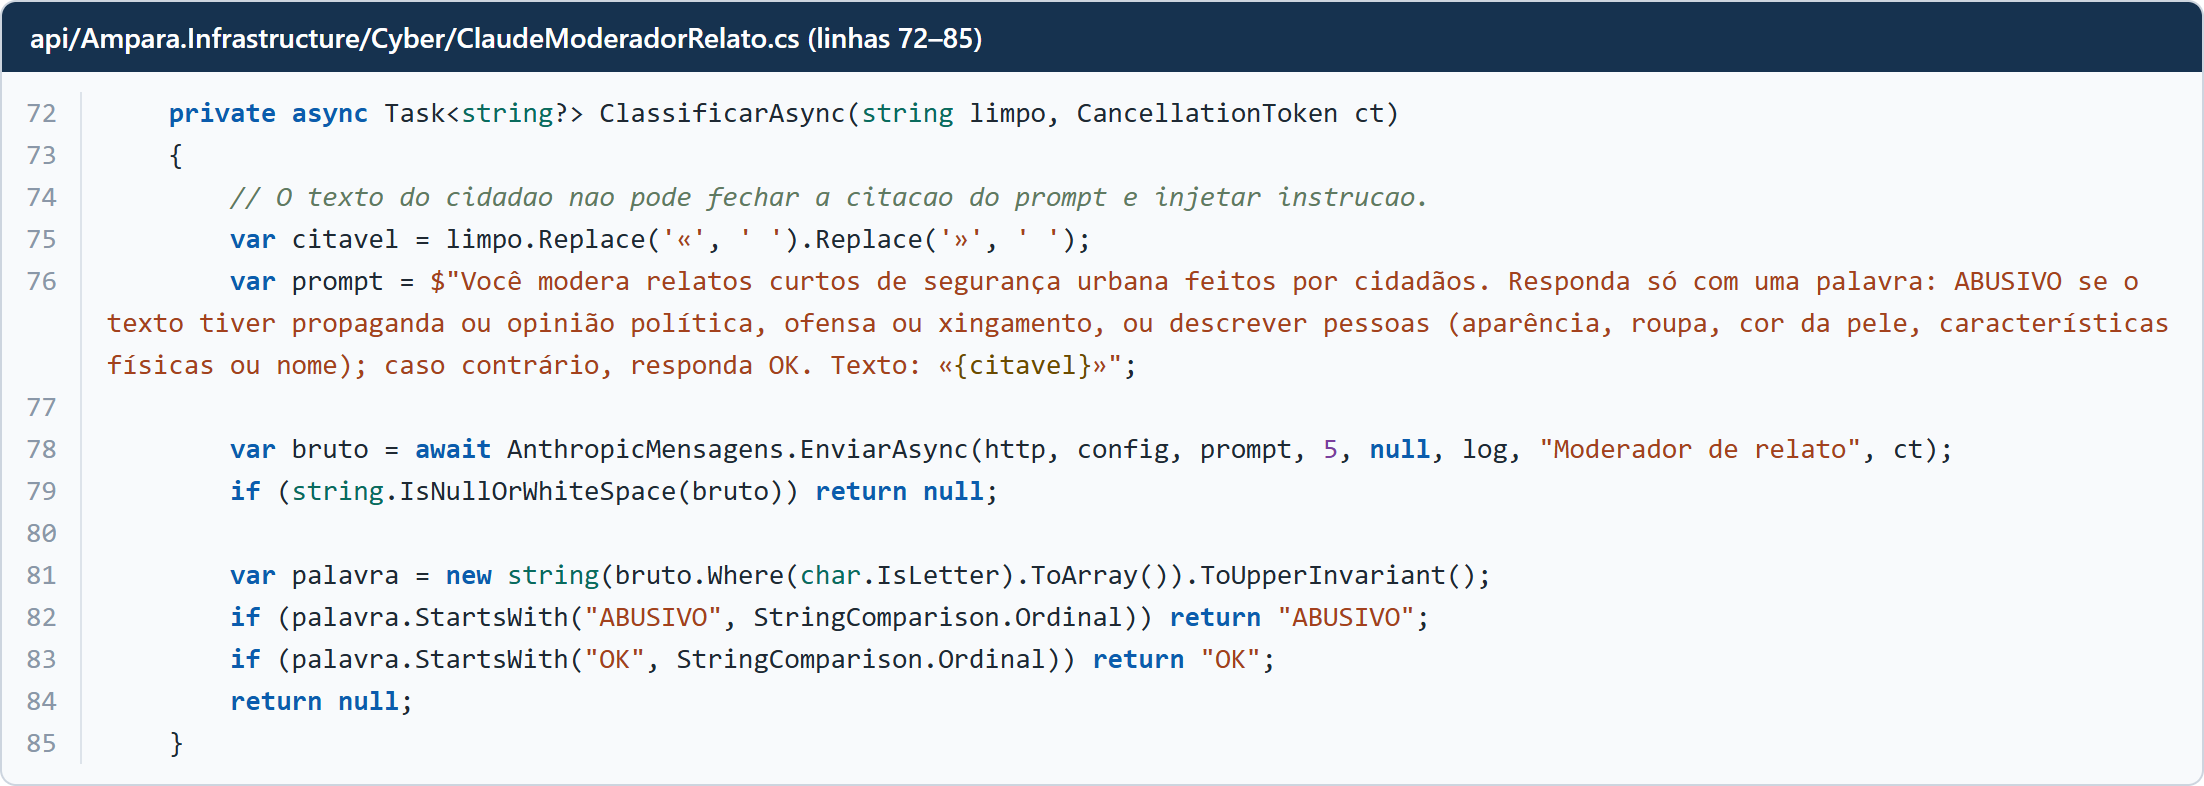 api/Ampara.Infrastructure/Cyber/ClaudeModeradorRelato.cs (linhas 72–85)
72 private async Task<string?> ClassificarAsync(string limpo, CancellationToken ct)
73 {
74 // O texto do cidadao nao pode fechar a citacao do prompt e injetar instrucao.
75 var citavel = limpo.Replace('«', ' ').Replace('»', ' ');
76 var prompt = $"Você modera relatos curtos de segurança urbana feitos por cidadãos. Responda só com uma palavra: ABUSIVO se o
texto tiver propaganda ou opinião política, ofensa ou xingamento, ou descrever pessoas (aparência, roupa, cor da pele, características
físicas ou nome); caso contrário, responda OK. Texto: «{citavel}»";
77
78 var bruto = await AnthropicMensagens.EnviarAsync(http, config, prompt, 5, null, log, "Moderador de relato", ct);
79 if (string.IsNullOrWhiteSpace(bruto)) return null;
80
81 var palavra = new string(bruto.Where(char.IsLetter).ToArray()).ToUpperInvariant();
82 if (palavra.StartsWith("ABUSIVO", StringComparison.Ordinal)) return "ABUSIVO";
83 if (palavra.StartsWith("OK", StringComparison.Ordinal)) return "OK";
84 return null;
85 }